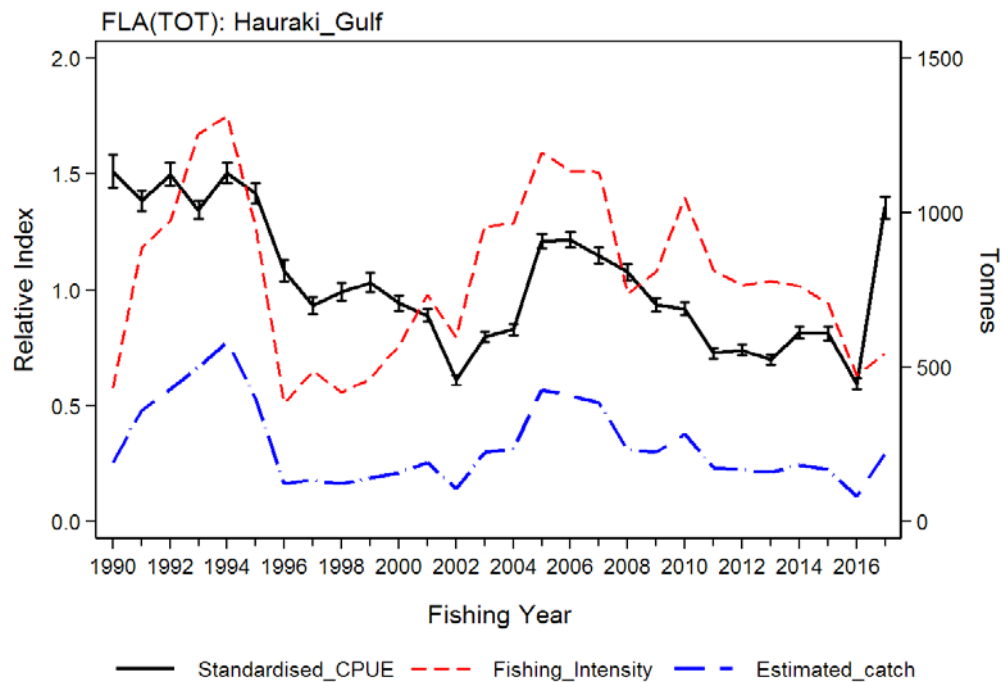 FLA(TOT): Hauraki_Gulf
2.0
1.5
1.0
0.5
0.0
Relative Index
1500
1000
500
0
Tonnes
1990 1992 1994 1996 1998 2000 2002 2004 2006 2008 2010 2012 2014 2016
Fishing Year
Standardised_CPUE Fishing_Intensity Estimated_catch